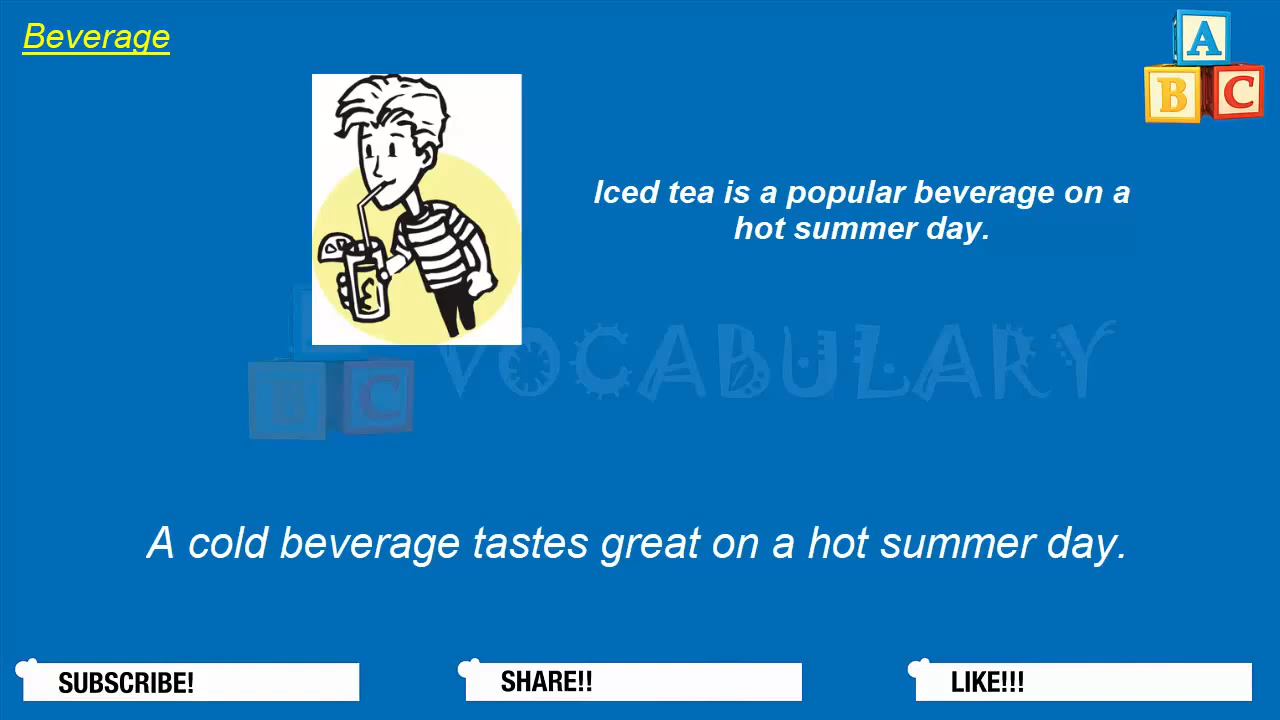 Beverage
A
B C
Iced tea is a popular beverage on a
hot summer day.
B C VOCABULARY
A cold beverage tastes great on a hot summer day.
SUBSCRIBE!
SHARE!!
LIKE!!!